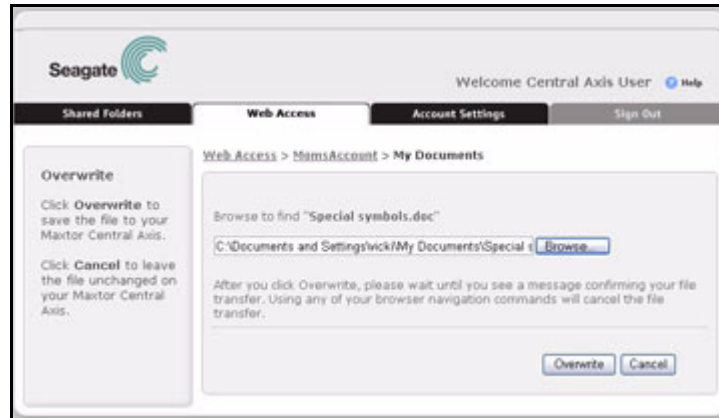 Seagate
Welcome Central Axis User ? Help
Shared Folders Web Access Account Settings Sign Out
Web Access > MomsAccount > My Documents
Overwrite
Click Overwrite to
save the file to your
Maxtor Central Axis.
Click Cancel to leave
the file unchanged on
your Maxtor Central
Axis.
Browse to find "Special symbols.doc"
C:\Documents and Settings\vicki\My Documents\Special s Browse...
After you click Overwrite, please wait until you see a message confirming your file
transfer. Using any of your browser navigation commands will cancel the file
transfer.
Overwrite Cancel